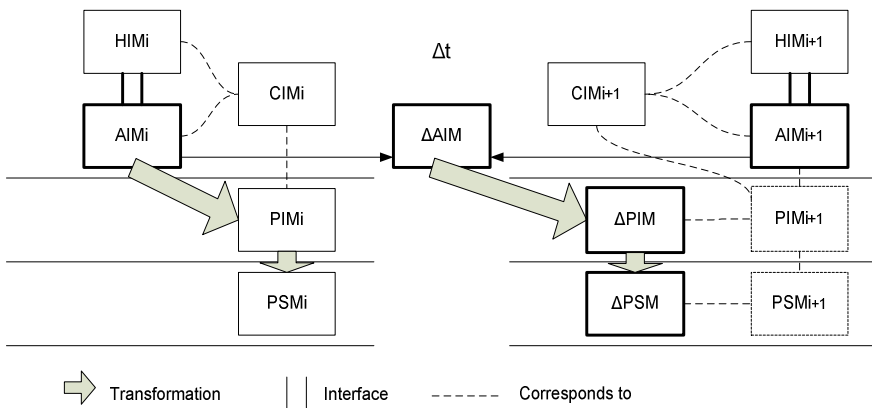 HIMi
HIMi+1
Δt
CIMi
CIMi+1
AIMi
ΔAIM
AIMi+1
PIMi
ΔPIM
PIMi+1
PSMi
ΔPSM
PSMi+1
Transformation
Interface
Corresponds to